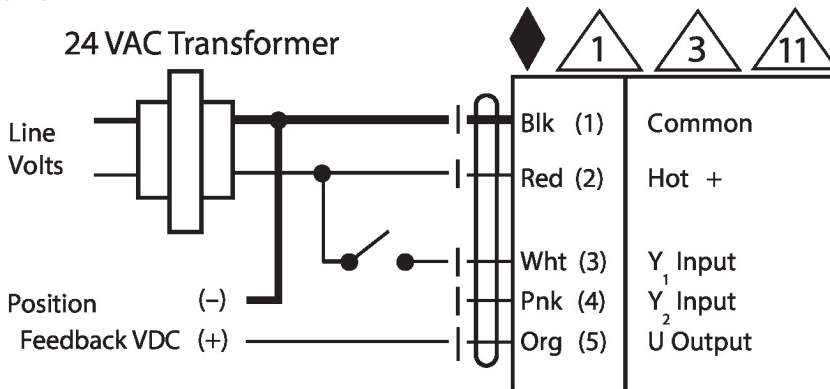 24 VAC Transformer
1 3 11
Line
Volts
Blk (1) Common
Red (2) Hot +
Wht (3) Y1 Input
Position (–)
Pnk (4) Y2 Input
Feedback VDC (+)
Org (5) U Output